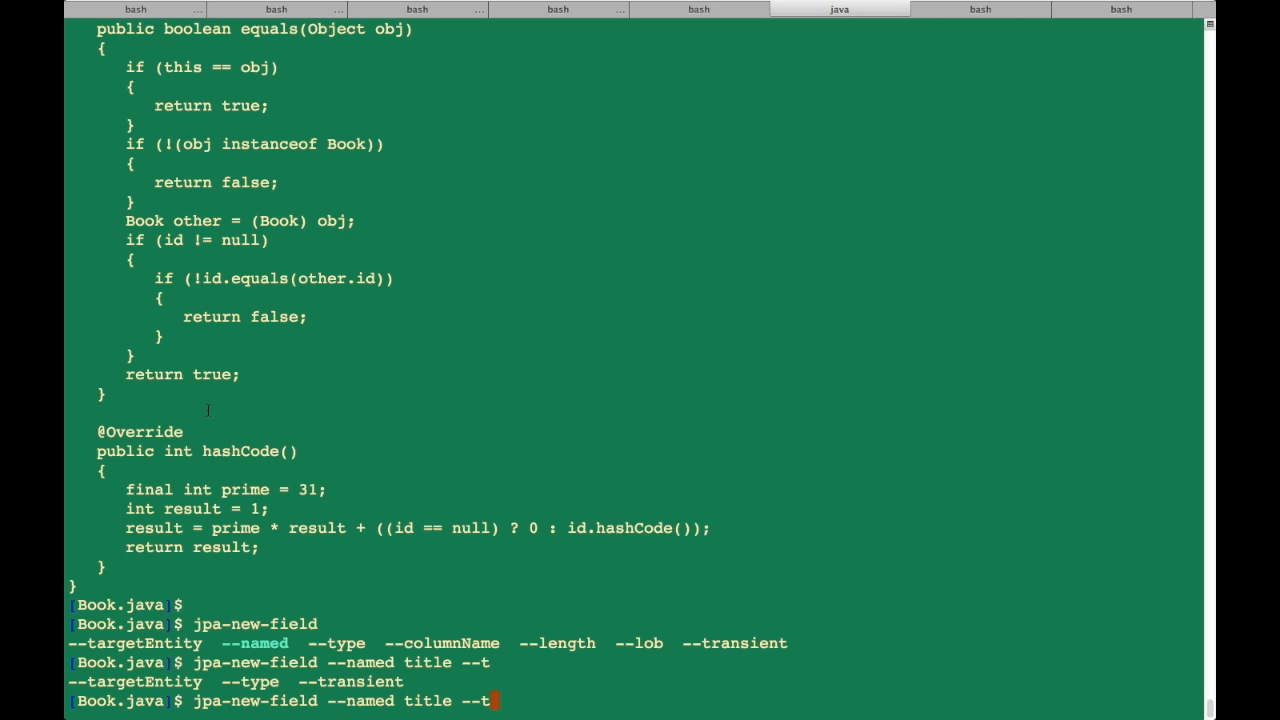 bash ... bash ... bash ... bash ... bash java bash bash
public boolean equals(Object obj)
{
if (this == obj)
{
return true;
}
if (!(obj instanceof Book))
{
return false;
}
Book other = (Book) obj;
if (id != null)
{
if (!id.equals(other.id))
{
return false;
}
}
return true;
}
@Override
public int hashCode()
{
final int prime = 31;
int result = 1;
result = prime * result + ((id == null) ? 0 : id.hashCode());
return result;
}
}
[Book.java]$
[Book.java]$ jpa-new-field
--targetEntity --named --type --columnName --length --lob --transient
[Book.java]$ jpa-new-field --named title --t
--targetEntity --type --transient
[Book.java]$ jpa-new-field --named title --t